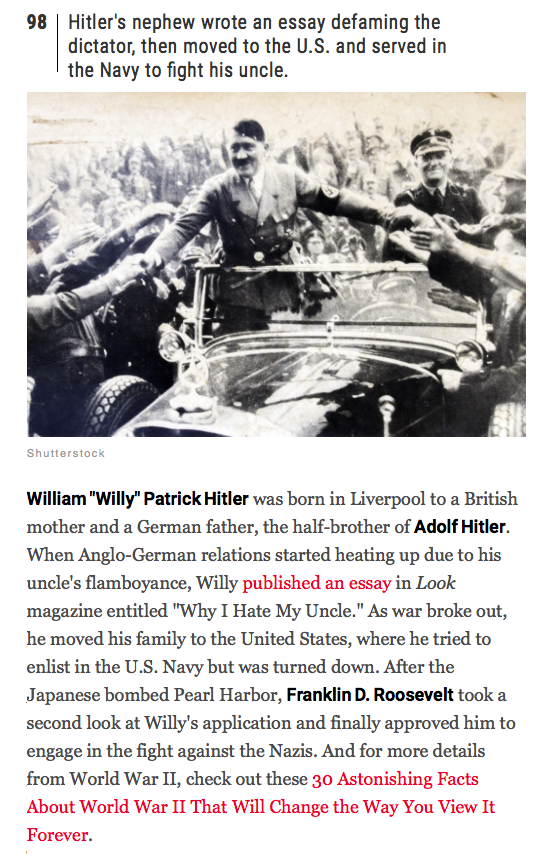 98
Hitler's nephew wrote an essay defaming the
dictator, then moved to the U.S. and served in
the Navy to fight his uncle.
Shutterstock
William "Willy" Patrick Hitler was born in Liverpool to a British
mother and a German father, the half-brother of Adolf Hitler.
When Anglo-German relations started heating up due to his
uncle's flamboyance, Willy published an essay in Look
magazine entitled "Why I Hate My Uncle." As war broke out,
he moved his family to the United States, where he tried to
enlist in the U.S. Navy but was turned down. After the
Japanese bombed Pearl Harbor, Franklin D. Roosevelt took a
second look at Willy's application and finally approved him to
engage in the fight against the Nazis. And for more details
from World War II, check out these 30 Astonishing Facts
About World War II That Will Change the Way You View It
Forever.